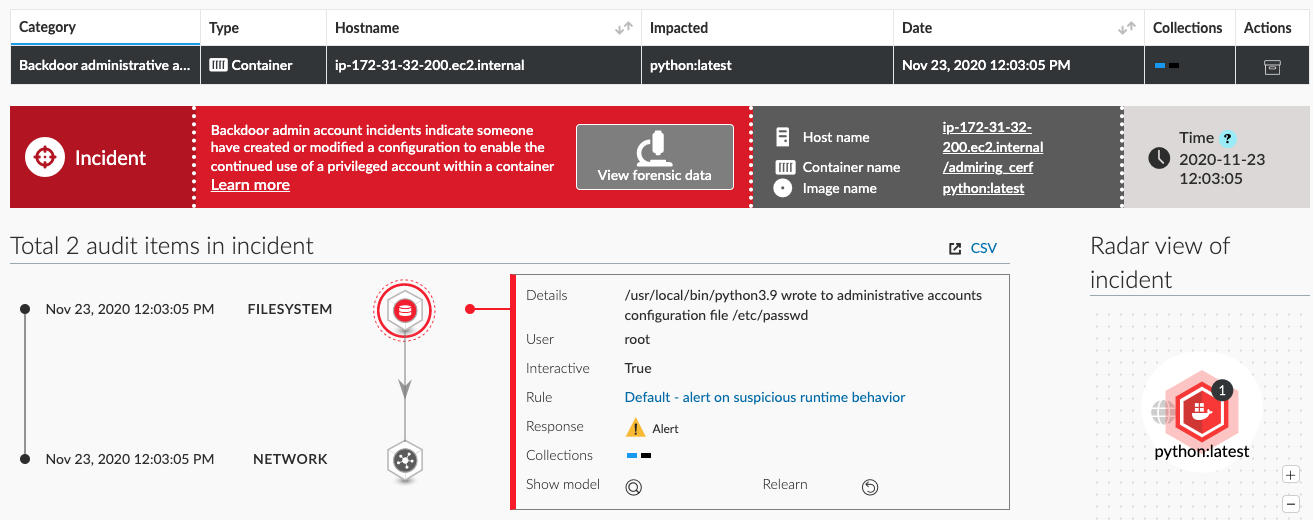 Category Type Hostname Impacted Date Collections Actions
Backdoor administrative a... Container ip-172-31-32-200.ec2.internal python:latest Nov 23, 2020 12:03:05 PM
Incident
Backdoor admin account incidents indicate someone
have created or modified a configuration to enable the
continued use of a privileged account within a container
Learn more
View forensic data
Host name ip-172-31-32-
200.ec2.internal
Container name /admiring_cerf
Image name python:latest
Time ?
2020-11-23
12:03:05
Total 2 audit items in incident
CSV
Radar view of
incident
Nov 23, 2020 12:03:05 PM FILESYSTEM
Details /usr/local/bin/python3.9 wrote to administrative accounts
configuration file /etc/passwd
User root
Interactive True
Rule Default - alert on suspicious runtime behavior
Response Alert
Collections
Show model Relearn
Nov 23, 2020 12:03:05 PM NETWORK
1
python:latest
+
−